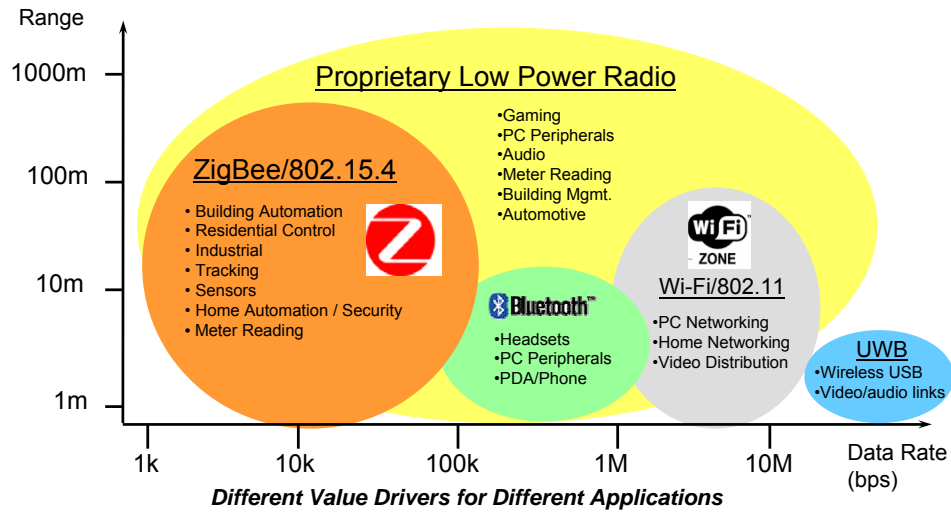 Range
1000m
100m
10m
1m
Proprietary Low Power Radio
•Gaming
•PC Peripherals
•Audio
•Meter Reading
•Building Mgmt.
•Automotive
ZigBee/802.15.4
• Building Automation
• Residential Control
• Industrial
• Tracking
• Sensors
• Home Automation / Security
• Meter Reading
Bluetooth™
•Headsets
•PC Peripherals
•PDA/Phone
Wi Fi
ZONE
Wi-Fi/802.11
•PC Networking
•Home Networking
•Video Distribution
UWB
•Wireless USB
•Video/audio links
1k
10k
100k
1M
10M
Data Rate
(bps)
Different Value Drivers for Different Applications